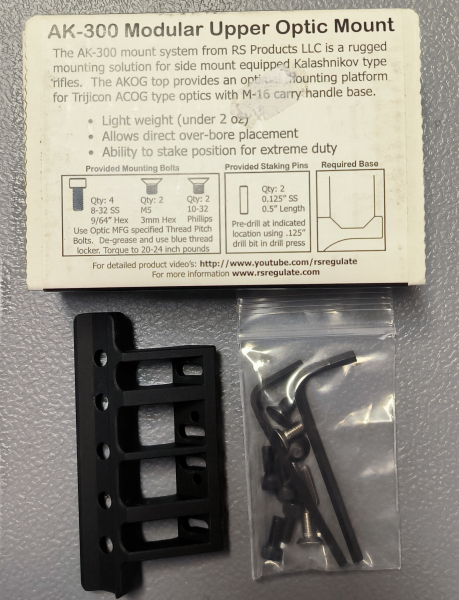 AK-300 Modular Upper Optic Mount
The AK-300 mount system from RS Products LLC is a rugged
mounting solution for side mount equipped Kalashnikov type
rifles. The AKOG top provides an optical mounting platform
for Trijicon ACOG type optics with M-16 carry handle base.
• Light weight (under 2 oz)
• Allows direct over-bore placement
• Ability to stake position for extreme duty
Provided Mounting Bolts
Qty: 4
8-32 SS
9/64" Hex
Qty: 2
M5
3mm Hex
Qty: 2
10-32
Phillips
Use Optic MFG specified Thread Pitch
Bolts. De-grease and use blue thread
locker. Torque to 20-24 inch pounds
Provided Staking Pins
Qty: 2
0.125" SS
0.5" Length
Pre-drill at indicated
location using .125"
drill bit in drill press
Required Base
For detailed product video's: http://www.youtube.com/rsregulate
For more information www.rsregulate.com